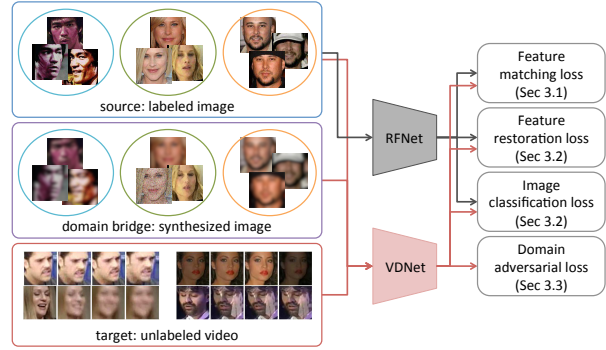 source: labeled image
domain bridge: synthesized image
target: unlabeled video
RFNet
VDNet
Feature
matching loss
(Sec 3.1)
Feature
restoration loss
(Sec 3.2)
Image
classification loss
(Sec 3.2)
Domain
adversarial loss
(Sec 3.3)